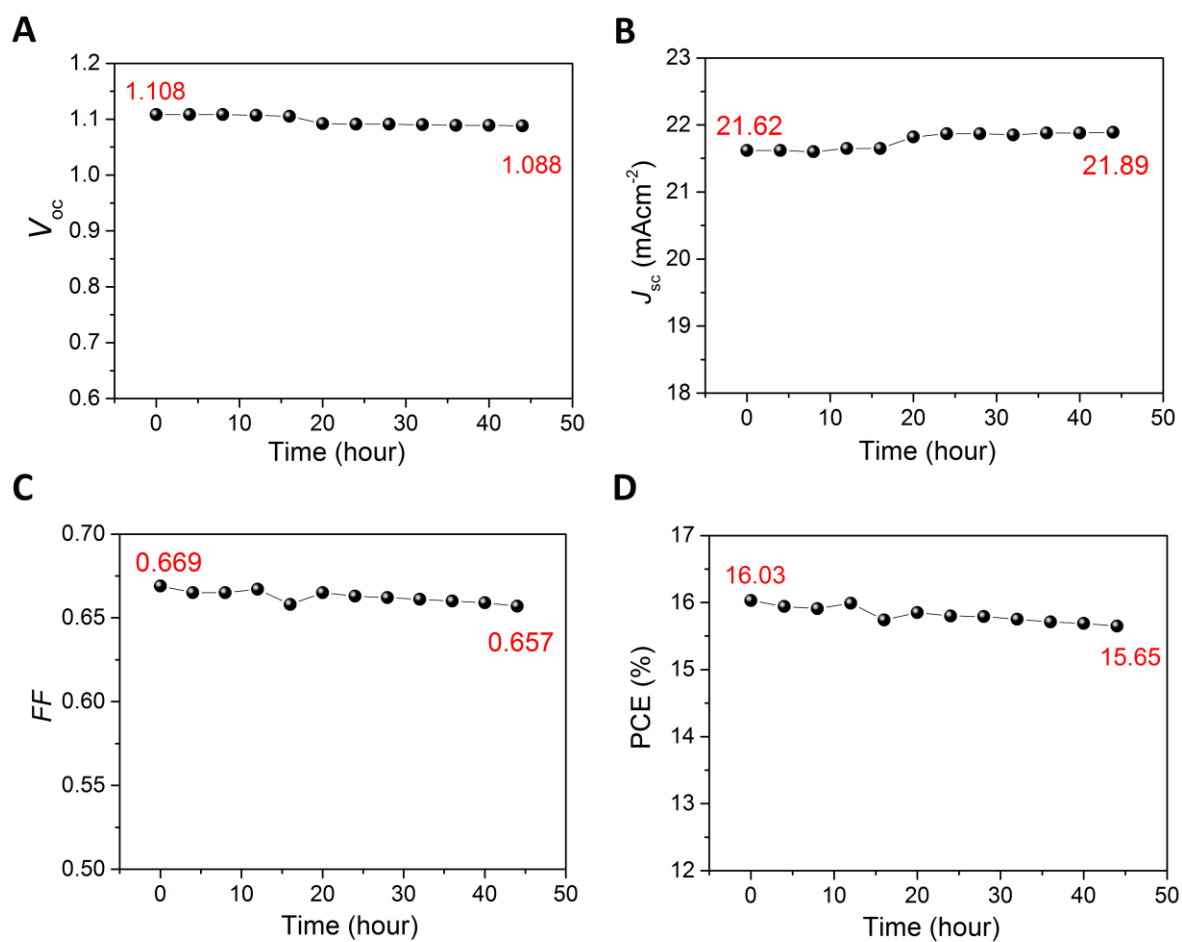 A
1.2
1.1
1.0
0.9
0.8
0.7
0.6
V_oc
1.108
1.088
0 10 20 30 40 50
Time (hour)
B
23
22
21
20
19
18
J_sc (mAcm⁻²)
21.62
21.89
0 10 20 30 40 50
Time (hour)
C
0.70
0.65
0.60
0.55
0.50
FF
0.669
0.657
0 10 20 30 40 50
Time (hour)
D
17
16
15
14
13
12
PCE (%)
16.03
15.65
0 10 20 30 40 50
Time (hour)